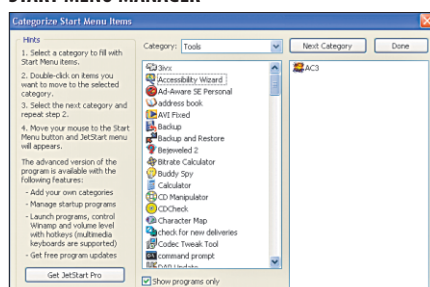 START MENU MANAGER
Categorize Start Menu Items
Hints
1. Select a category to fill with
Start Menu items.
2. Double-click on items you
want to move to the selected
category.
3. Select the next category and
repeat step 2.
4. Move your mouse to the Start
Menu button and JetStart menu
will appears.
The advanced version of the
program is available with the
following features:
- Add your own categories
- Manage startup programs
- Launch programs, control
Winamp and volume level
with hotkeys (multimedia
keyboards are supported)
- Get free program updates
Get JetStart Pro
Category: Tools
Next Category
Done
3ivx
Accessibility Wizard
Ad-Aware SE Personal
address book
AVI Fixed
Backup
Backup and Restore
Bejeweled 2
Bitrate Calculator
Buddy Spy
Calculator
CD Manipulator
CDCheck
Character Map
check for new deliveries
Codec Tweak Tool
command prompt
DAP Update
Show programs only
AC3